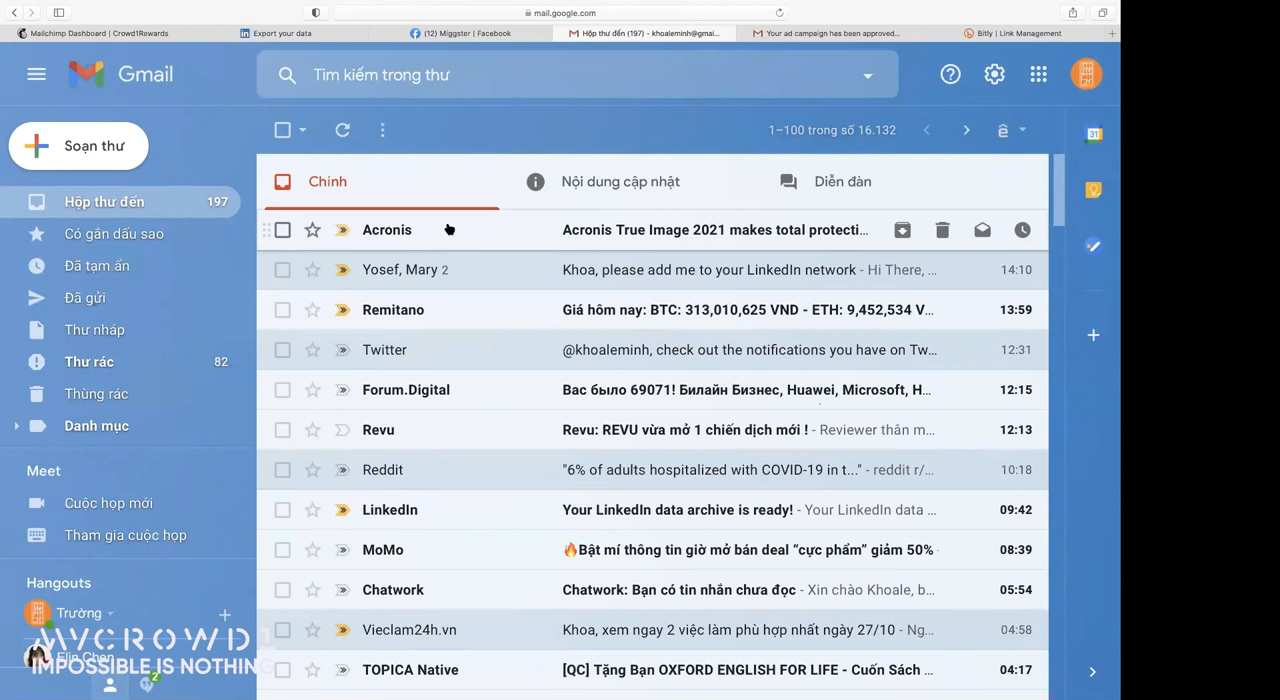 mail.google.com
Mailchimp Dashboard | Crowd1Rewards
Export your data
(12) Miggster | Facebook
Hộp thư đến (197) - khoaleminh@gmai...
Your ad campaign has been approved...
Bitly | Link Management
Gmail
Tìm kiếm trong thư
Soạn thư
1–100 trong số 16.132
Hộp thư đến 197
Có gắn dấu sao
Đã tạm ẩn
Đã gửi
Thư nháp
Thư rác 82
Thùng rác
Danh mục
Meet
Cuộc họp mới
Tham gia cuộc họp
Hangouts
Trường
Elin Chen
2
MYCROWD1
IMPOSSIBLE IS NOTHING
Chính
Nội dung cập nhật
Diễn đàn
Acronis Acronis True Image 2021 makes total protecti...
Yosef, Mary 2 Khoa, please add me to your LinkedIn network - Hi There, ... 14:10
Remitano Giá hôm nay: BTC: 313,010,625 VND - ETH: 9,452,534 V... 13:59
Twitter @khoaleminh, check out the notifications you have on Tw... 12:31
Forum.Digital Вас было 69071! Билайн Бизнес, Huawei, Microsoft, H... 12:15
Revu Revu: REVU vừa mở 1 chiến dịch mới ! - Reviewer thân m... 12:13
Reddit "6% of adults hospitalized with COVID-19 in t..." - reddit r/... 10:18
LinkedIn Your LinkedIn data archive is ready! - Your LinkedIn data ... 09:42
MoMo 🔥Bật mí thông tin giờ mở bán deal “cực phẩm” giảm 50% 08:39
Chatwork Chatwork: Bạn có tin nhắn chưa đọc - Xin chào Khoale, b... 05:54
Vieclam24h.vn Khoa, xem ngay 2 việc làm phù hợp nhất ngày 27/10 - Ng... 04:58
TOPICA Native [QC] Tặng Bạn OXFORD ENGLISH FOR LIFE - Cuốn Sách ... 04:17
31